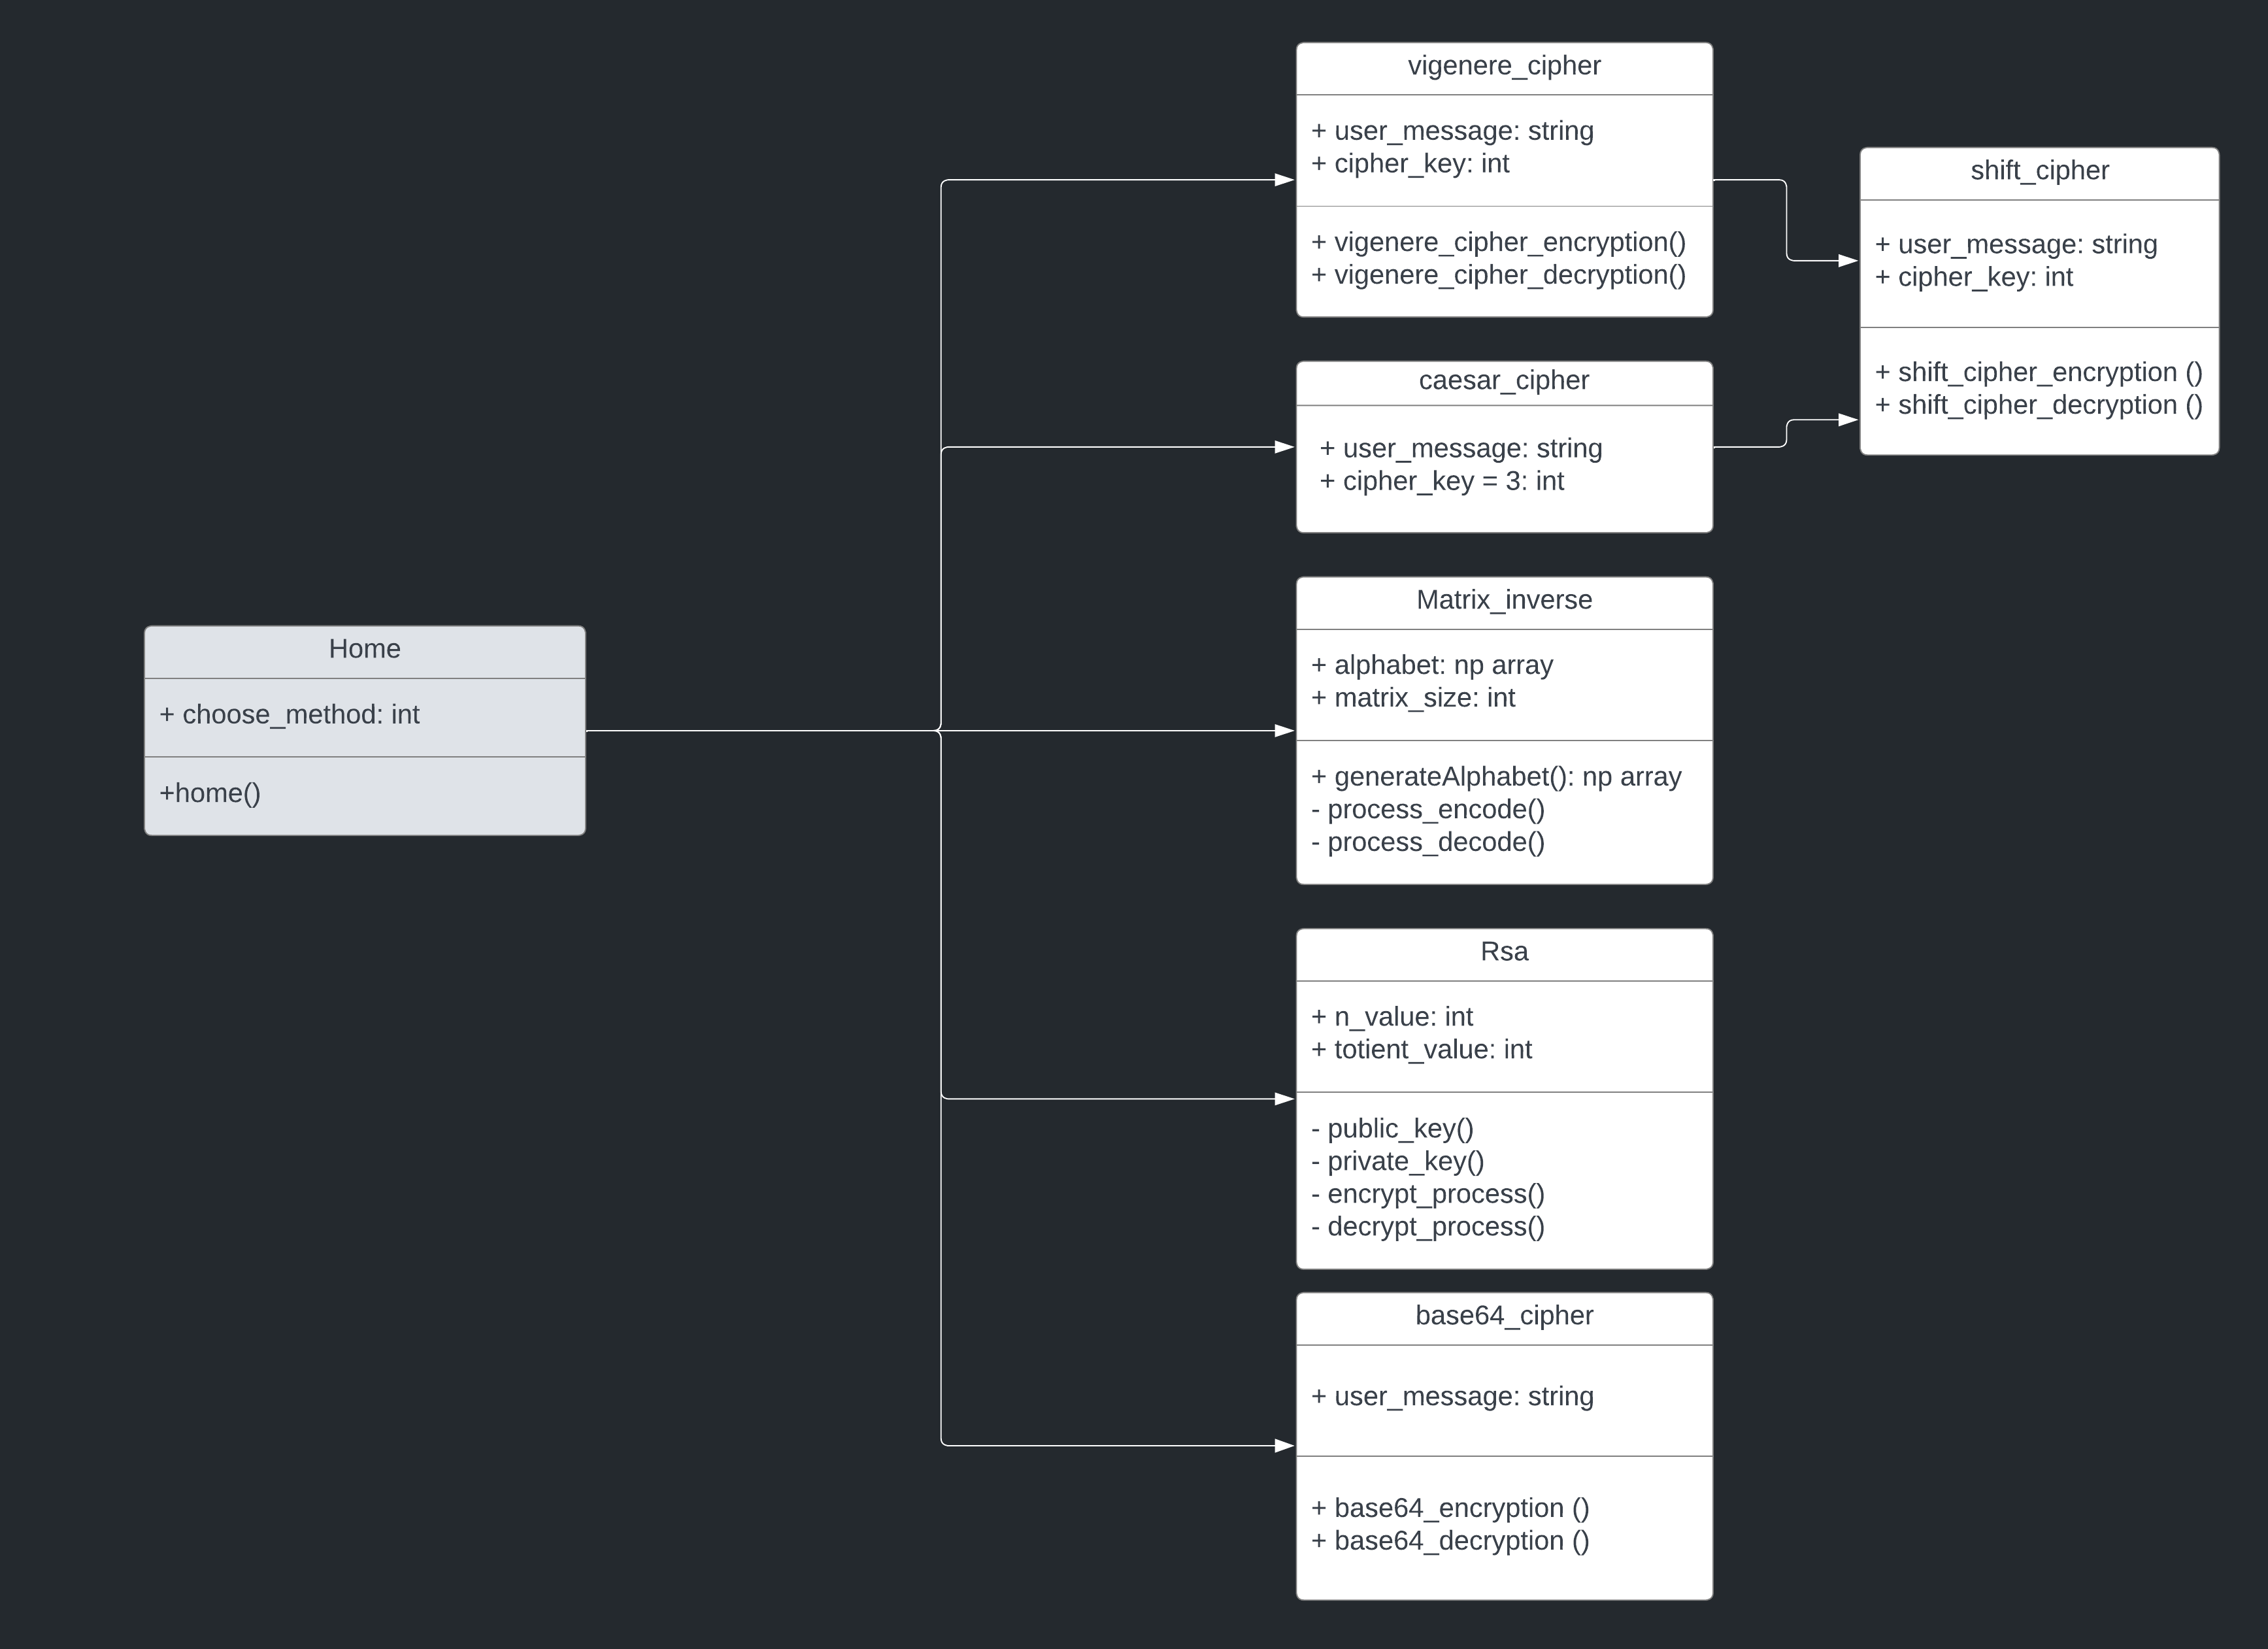 vigenere_cipher
+ user_message: string
+ cipher_key: int
+ vigenere_cipher_encryption()
+ vigenere_cipher_decryption()
shift_cipher
+ user_message: string
+ cipher_key: int
+ shift_cipher_encryption ()
+ shift_cipher_decryption ()
caesar_cipher
+ user_message: string
+ cipher_key = 3: int
Home
+ choose_method: int
+home()
Matrix_inverse
+ alphabet: np array
+ matrix_size: int
+ generateAlphabet(): np array
- process_encode()
- process_decode()
Rsa
+ n_value: int
+ totient_value: int
- public_key()
- private_key()
- encrypt_process()
- decrypt_process()
base64_cipher
+ user_message: string
+ base64_encryption ()
+ base64_decryption ()